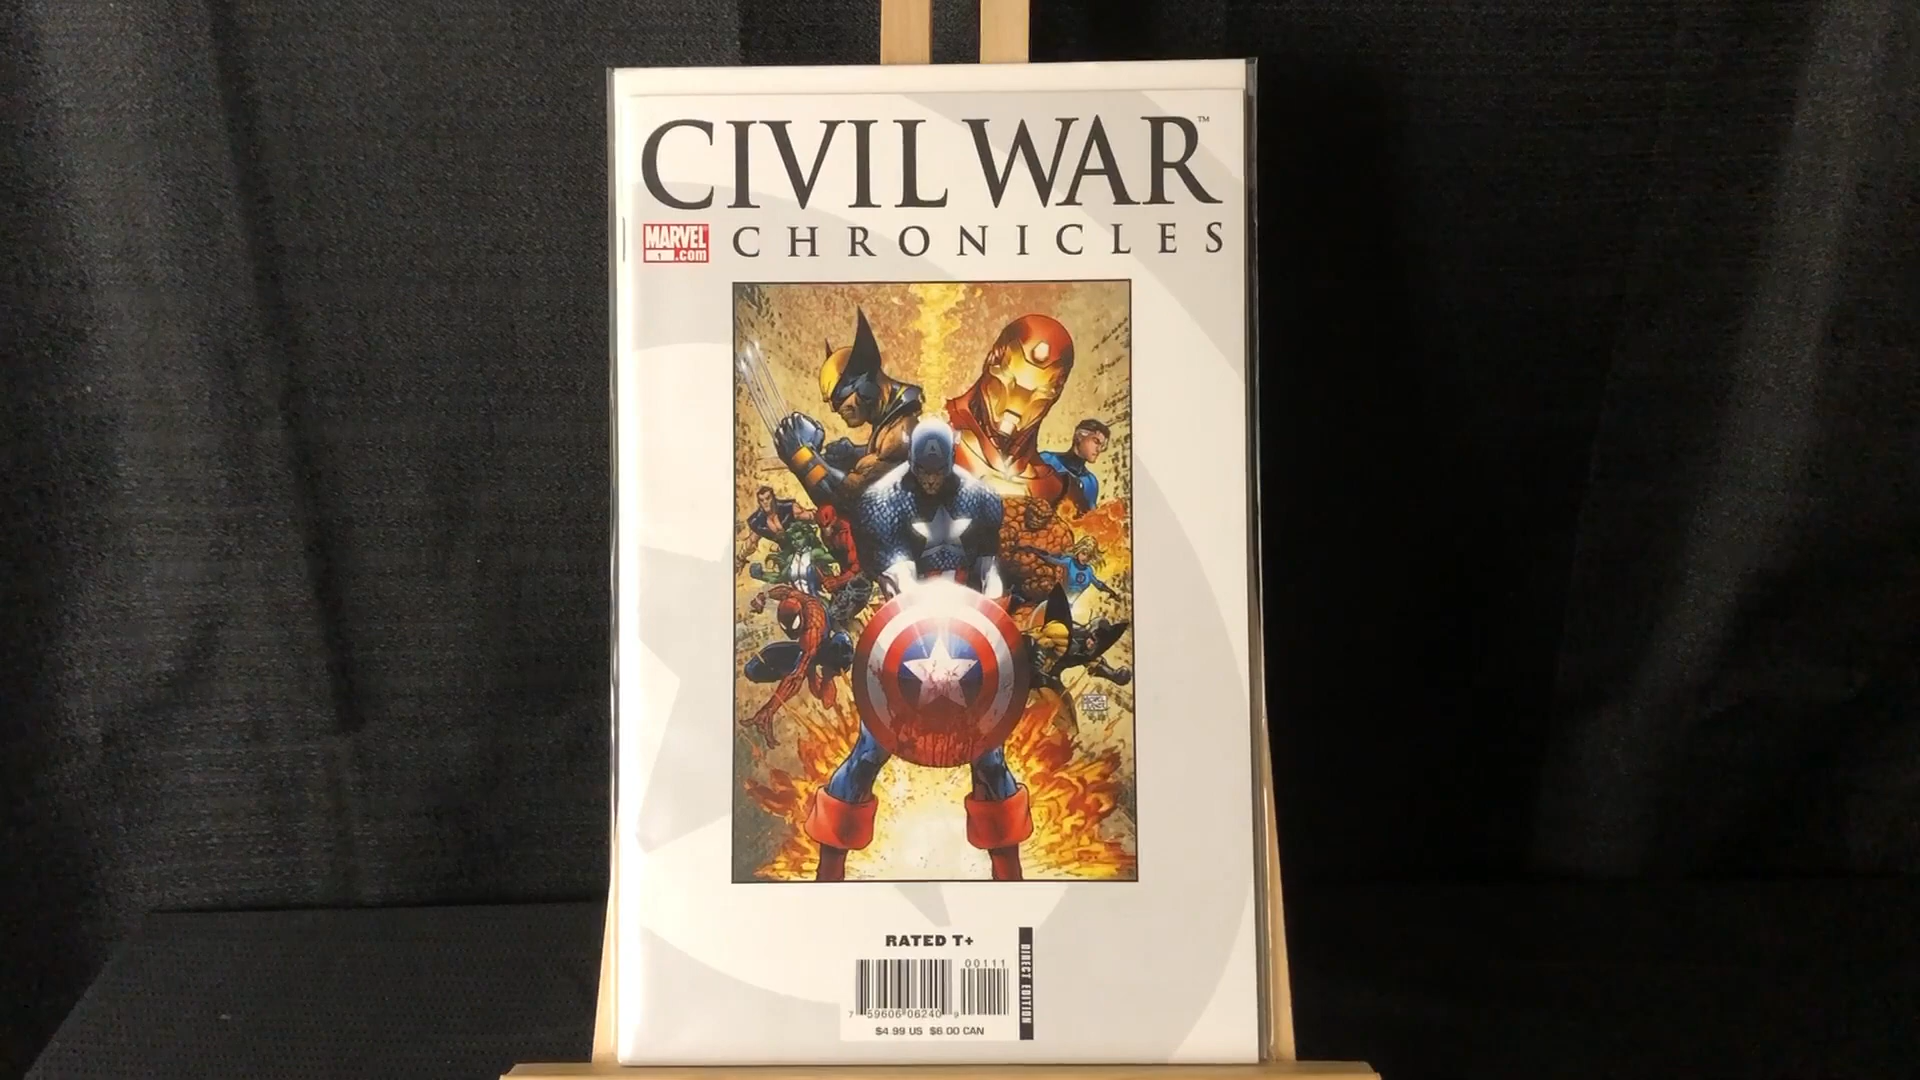 CIVIL WAR™
CHRONICLES
MARVEL
1 .com
RATED T+
00111
7 59606 06240 9
$4.99 US $6.00 CAN
DIRECT EDITION